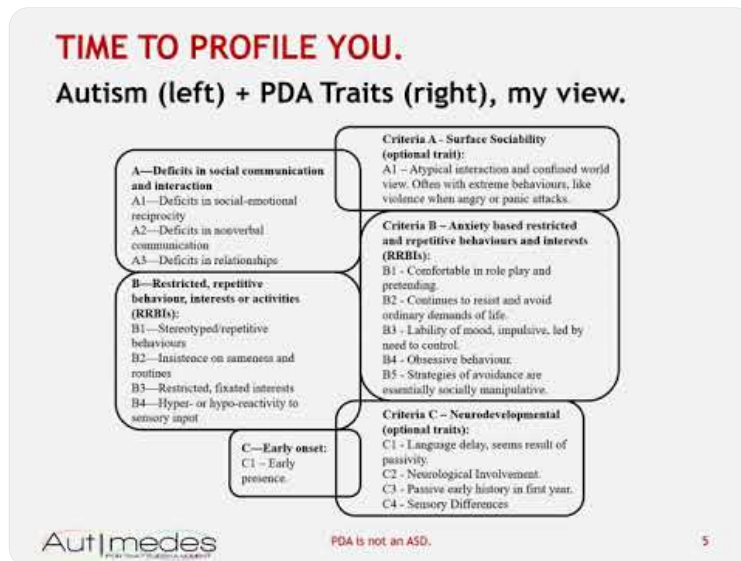 TIME TO PROFILE YOU.
Autism (left) + PDA Traits (right), my view.
A—Deficits in social communication
and interaction
A1—Deficits in social-emotional
reciprocity
A2—Deficits in nonverbal
communication
A3—Deficits in relationships
B—Restricted, repetitive
behaviour, interests or activities
(RRBIs):
B1—Stereotyped/repetitive
behaviours
B2—Insistence on sameness and
routines
B3—Restricted, fixated interests
B4—Hyper- or hypo-reactivity to
sensory input
C—Early onset:
C1 – Early
presence.
Criteria A - Surface Sociability
(optional trait):
A1 – Atypical interaction and confused world
view. Often with extreme behaviours, like
violence when angry or panic attacks.
Criteria B – Anxiety based restricted
and repetitive behaviours and interests
(RRBIs):
B1 - Comfortable in role play and
pretending.
B2 - Continues to resist and avoid
ordinary demands of life.
B3 - Lability of mood, impulsive, led by
need to control.
B4 - Obsessive behaviour.
B5 - Strategies of avoidance are
essentially socially manipulative.
Criteria C – Neurodevelopmental
(optional traits):
C1 - Language delay, seems result of
passivity.
C2 - Neurological Involvement.
C3 - Passive early history in first year.
C4 - Sensory Differences
Aut|medes
PDA is not an ASD.
5